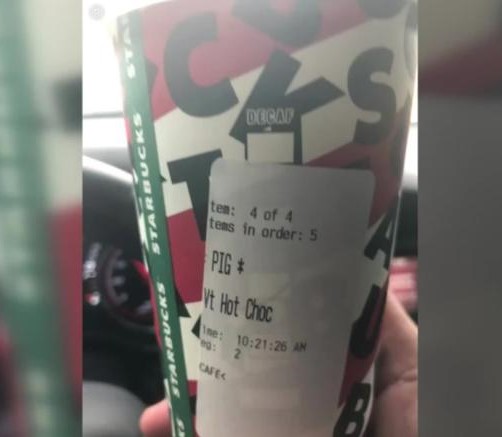 STARBUCKS
STARBUCKS
STARBUCKS
DECAF
tem: 4 of 4
tems in order: 5
PIG *
Vt Hot Choc
ime: 10:21:26 AM
eg: 2
CAFE<